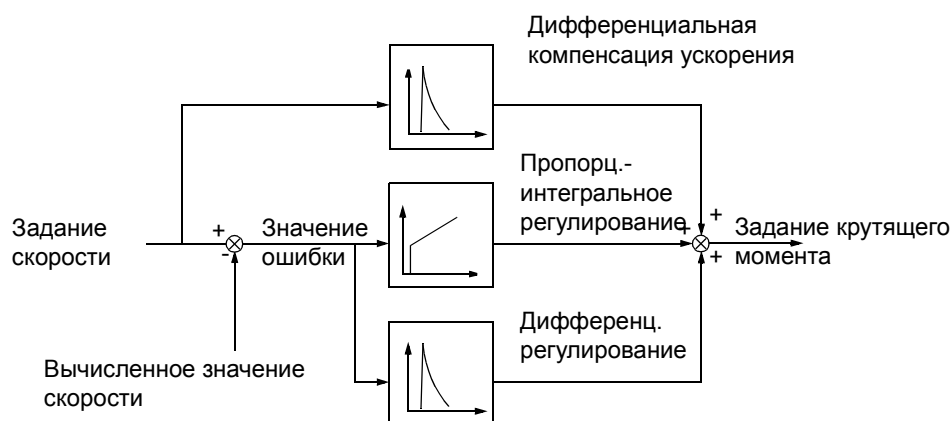 Дифференциальная
компенсация ускорения
Пропорц.-
интегральное
регулирование
Задание
скорости
+
-
Значение
ошибки
+
+
+
Задание крутящего
момента
Дифференц.
регулирование
Вычисленное значение
скорости